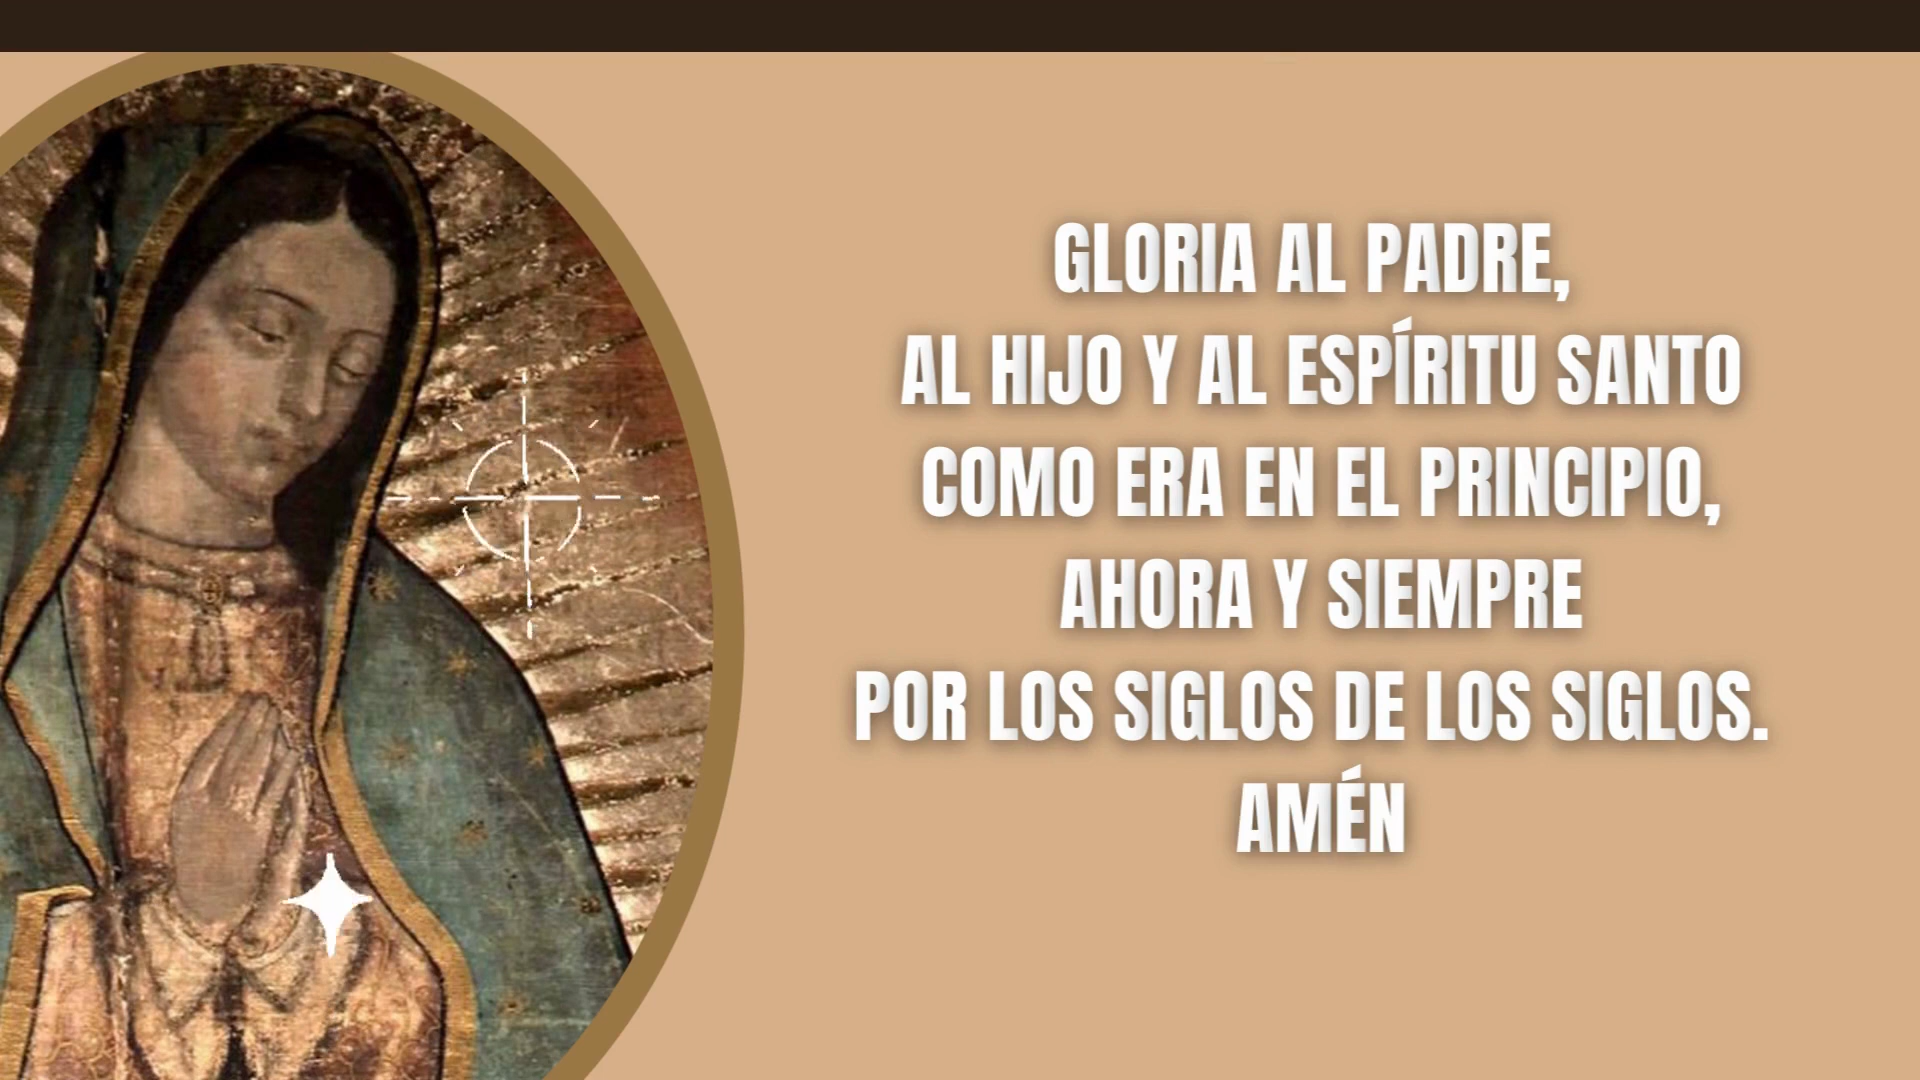 GLORIA AL PADRE,
AL HIJO Y AL ESPÍRITU SANTO
COMO ERA EN EL PRINCIPIO,
AHORA Y SIEMPRE
POR LOS SIGLOS DE LOS SIGLOS.
AMÉN